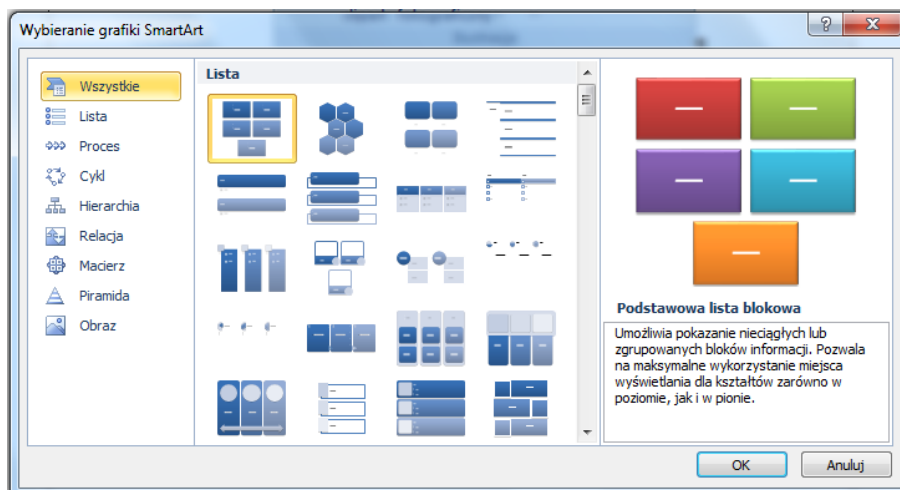 Wybieranie grafiki SmartArt
Wszystkie
Lista
Proces
Cykl
Hierarchia
Relacja
Macierz
Piramida
Obraz
Lista
Podstawowa lista blokowa
Umożliwia pokazanie nieciągłych lub
zgrupowanych bloków informacji. Pozwala
na maksymalne wykorzystanie miejsca
wyświetlania dla kształtów zarówno w
poziomie, jak i w pionie.
OK
Anuluj